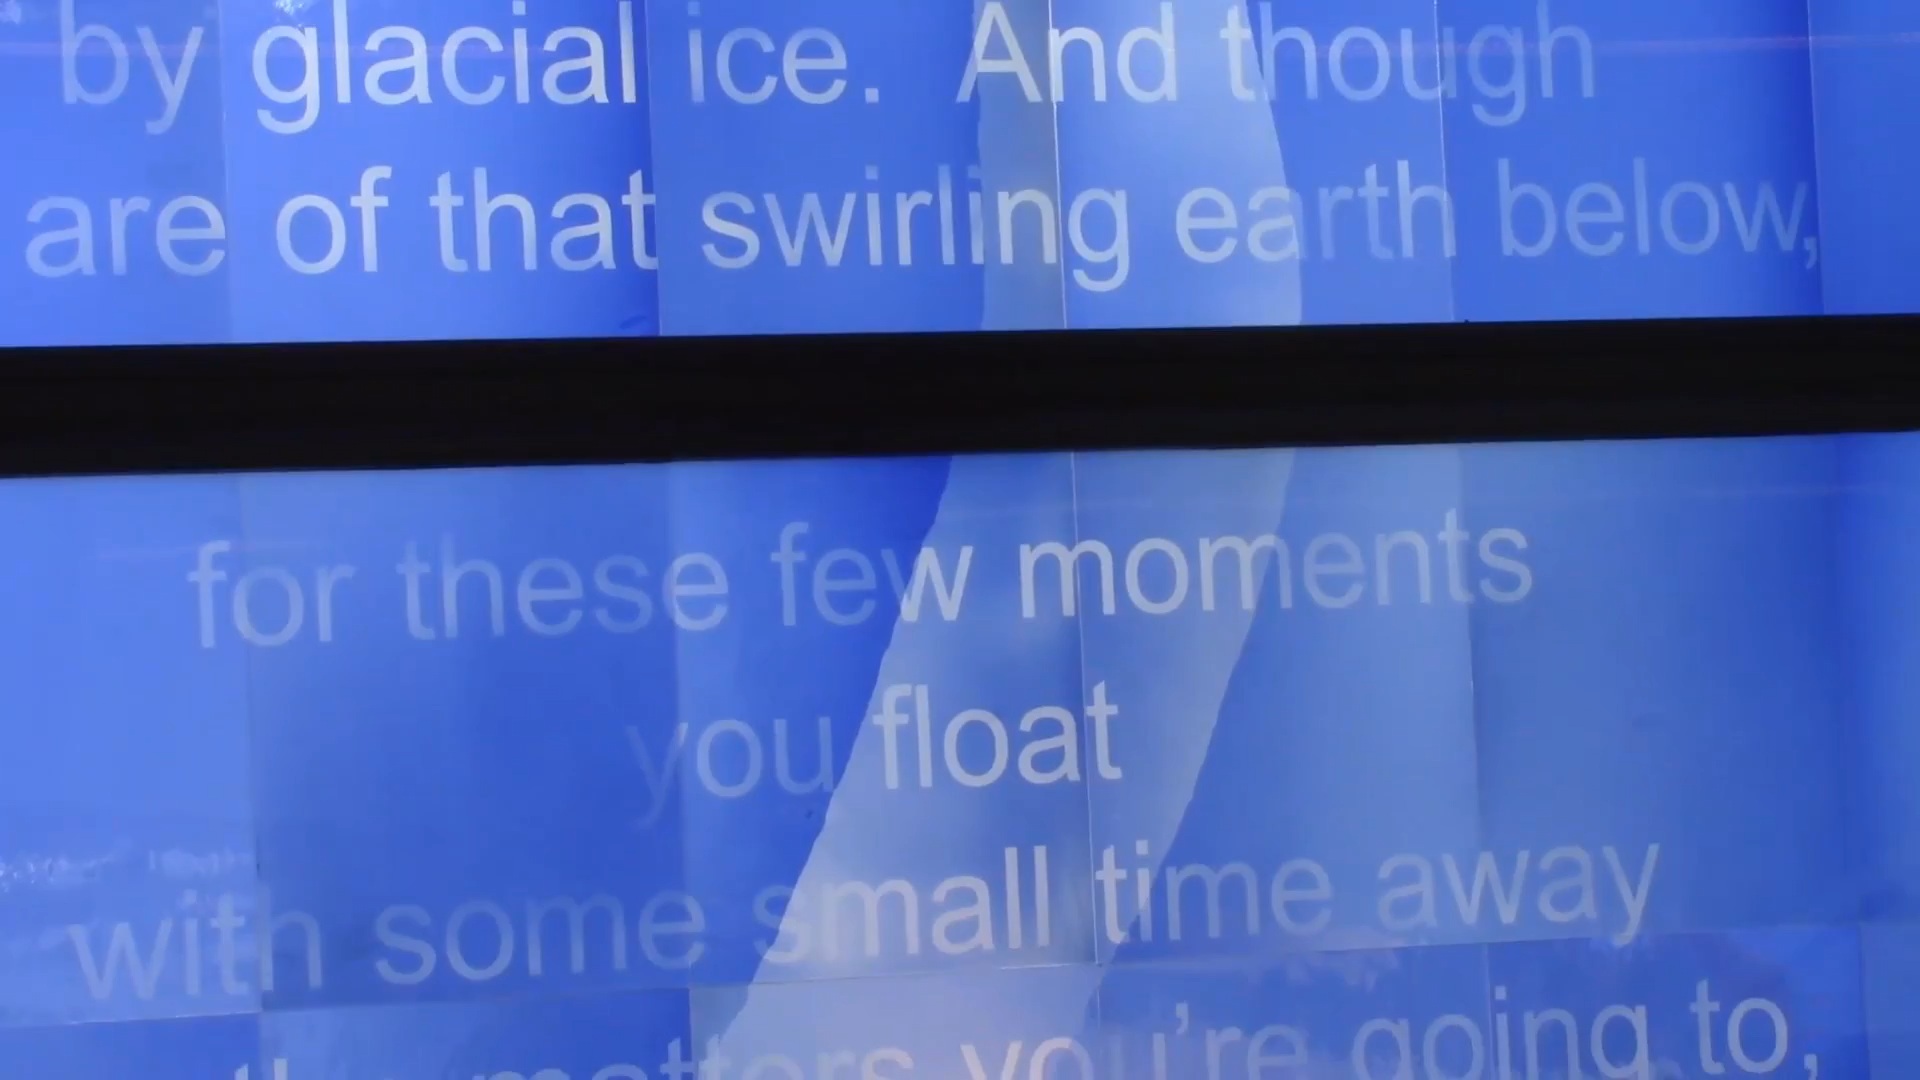 by glacial ice. And though
are of that swirling earth below,
for these few moments
you float
with some small time away
matters you're going to,